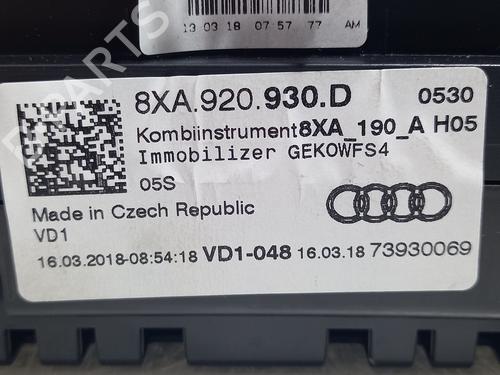 13 03 18 07 57 77 AM
8XA.920.930.D 0530
Kombiinstrument8XA_190_A H05
Immobilizer GEKOWFS4
05S
Made in Czech Republic
VD1
16.03.2018-08:54:18 VD1-048 16.03.18 73930069